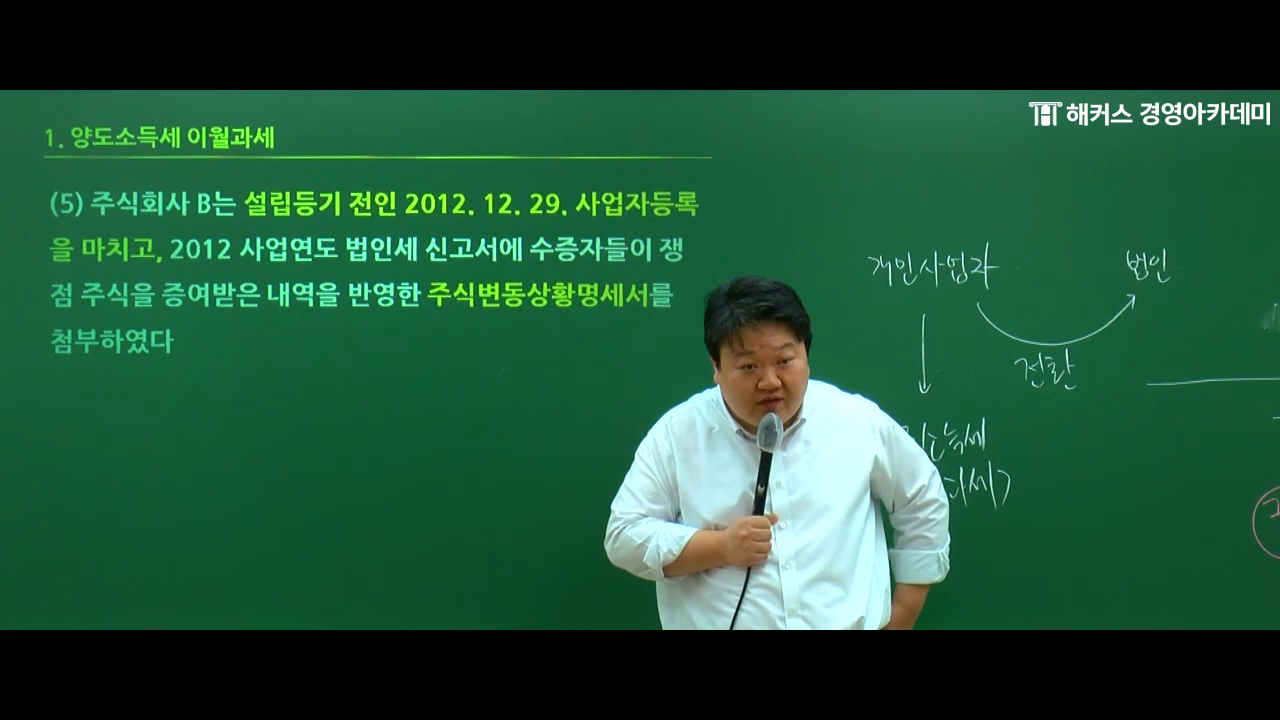 해커스 경영아카데미
1. 양도소득세 이월과세
(5) 주식회사 B는 설립등기 전인 2012. 12. 29. 사업자등록
을 마치고, 2012 사업연도 법인세 신고서에 수증자들이 쟁
점 주식을 증여받은 내역을 반영한 주식변동상황명세서를
첨부하였다
개인사업자
법인
전환